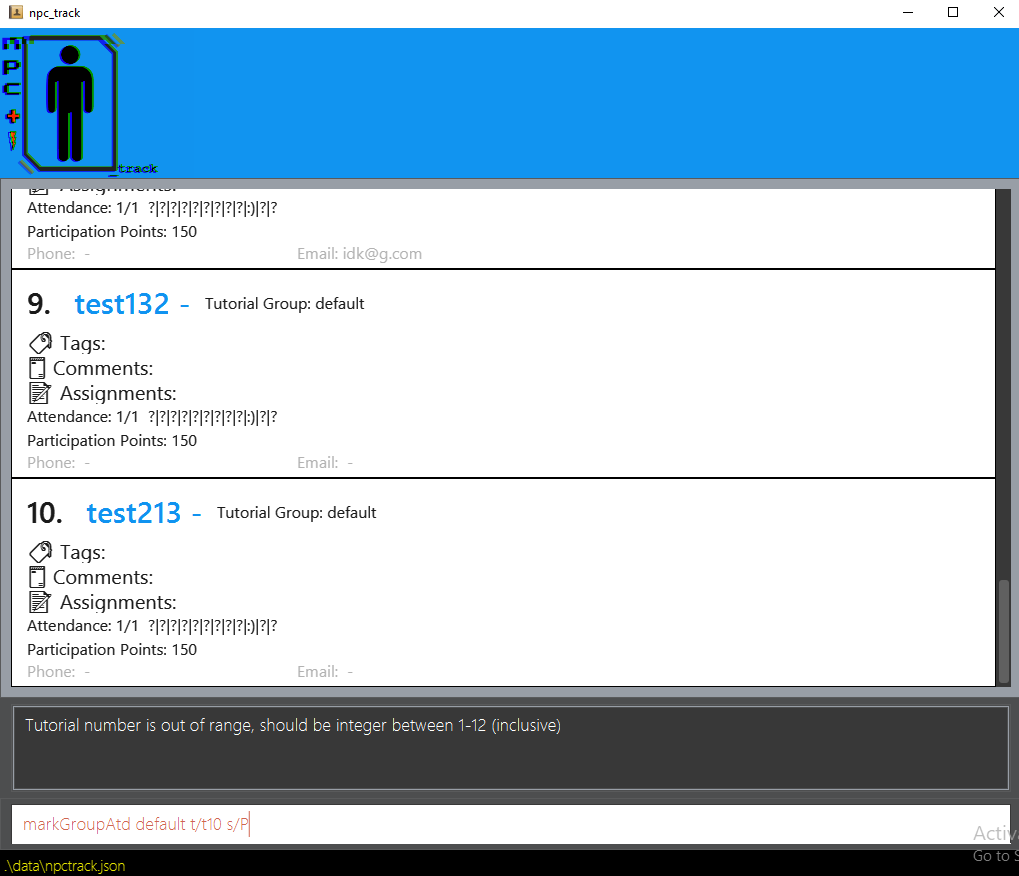 npc_track
n
P
C
+
_track
Assignments:
Attendance: 1/1 ?|?|?|?|?|?|?|?|?|:)|?|?
Participation Points: 150
Phone: - Email: idk@g.com
9. test132 - Tutorial Group: default
Tags:
Comments:
Assignments:
Attendance: 1/1 ?|?|?|?|?|?|?|?|?|:)|?|?
Participation Points: 150
Phone: - Email: -
10. test213 - Tutorial Group: default
Tags:
Comments:
Assignments:
Attendance: 1/1 ?|?|?|?|?|?|?|?|?|:)|?|?
Participation Points: 150
Phone: - Email: -
Tutorial number is out of range, should be integer between 1-12 (inclusive)
markGroupAtd default t/t10 s/P
Activ
Go to S
.\data\npctrack.json